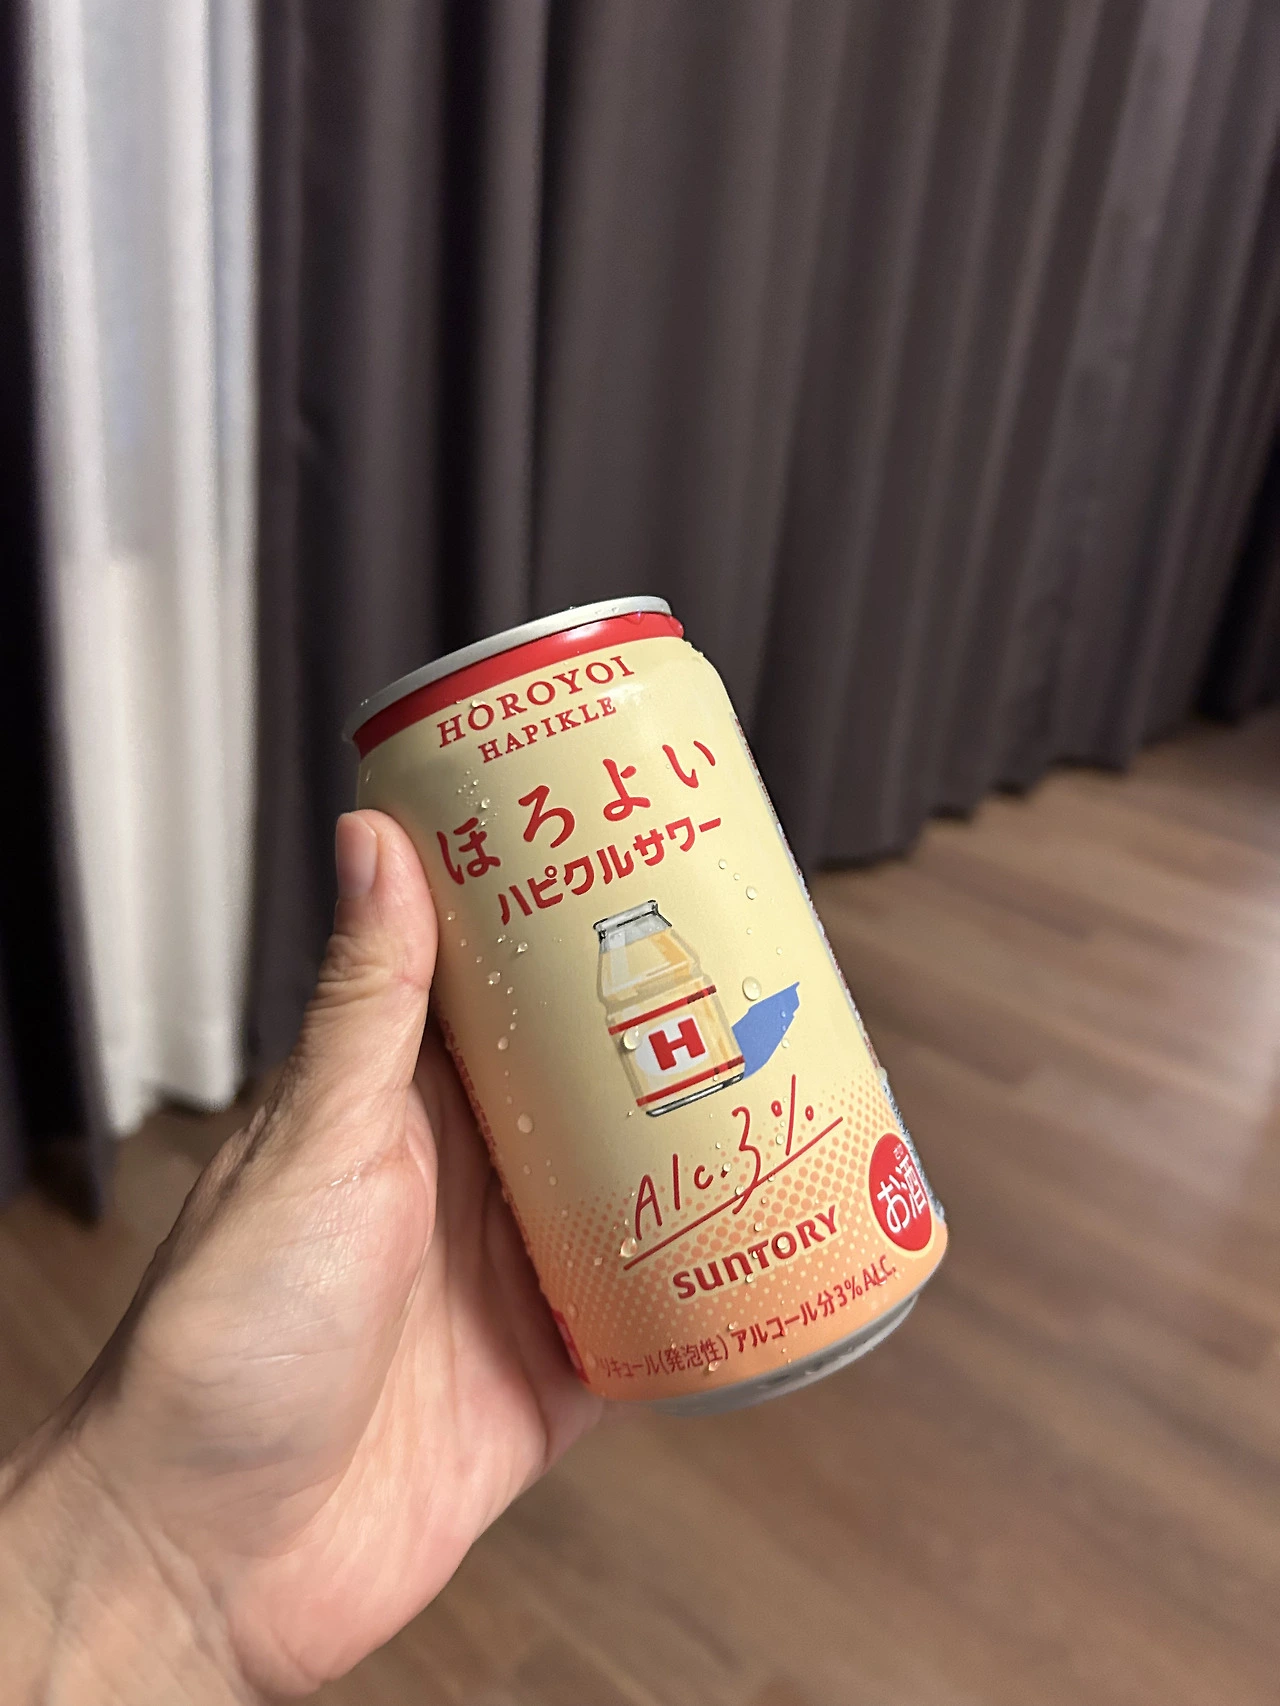 HOROYOI
HAPIKLE
ほろよい
ハピクルサワー
H
Alc.3%
SUNTORY
お酒
リキュール(発泡性) アルコール分3%ALC.